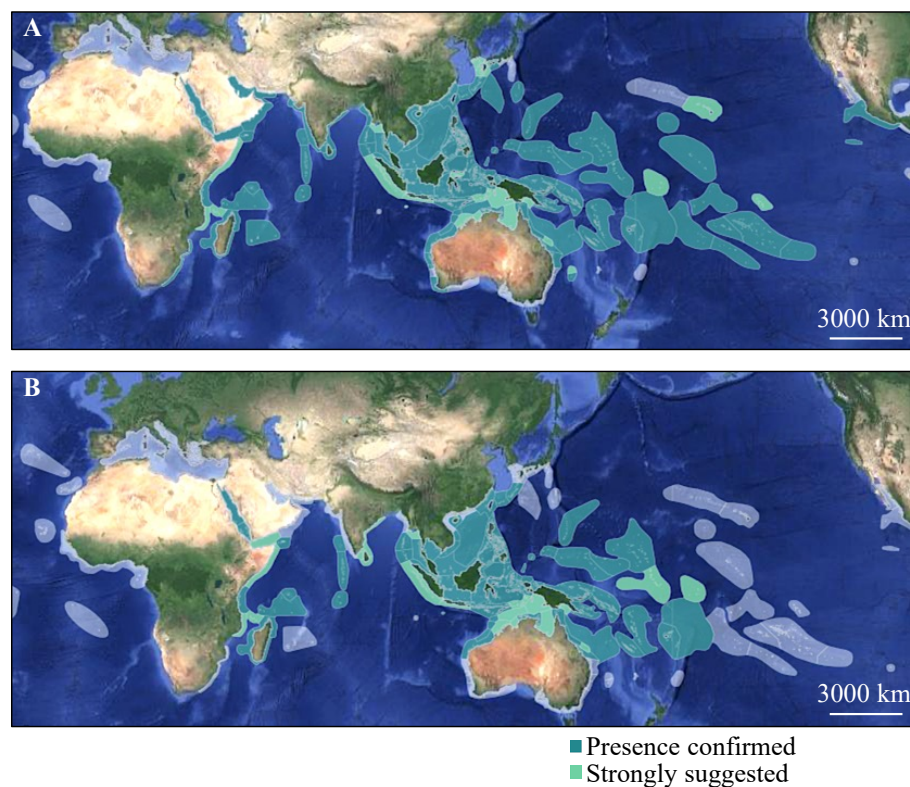 A
3000 km
B
3000 km
Presence confirmed
Strongly suggested